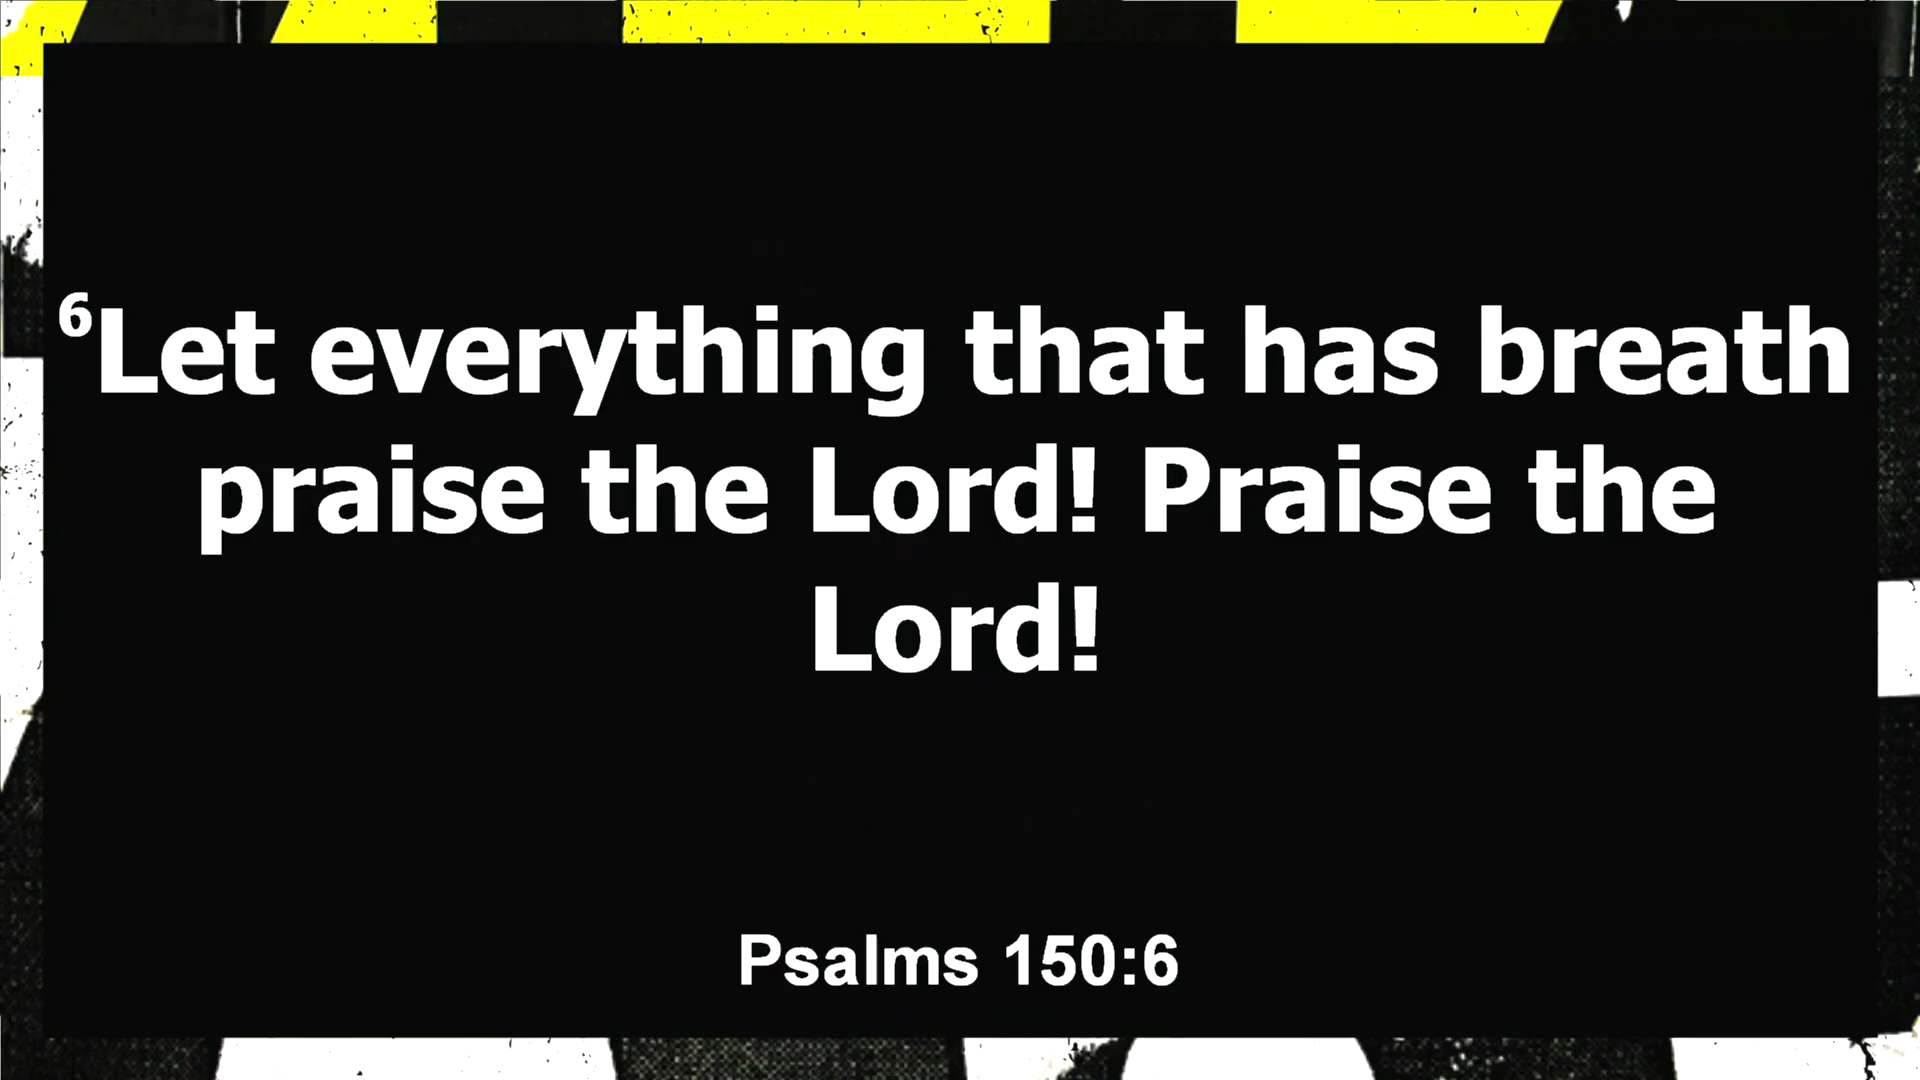 ⁶Let everything that has breath
praise the Lord! Praise the
Lord!
Psalms 150:6